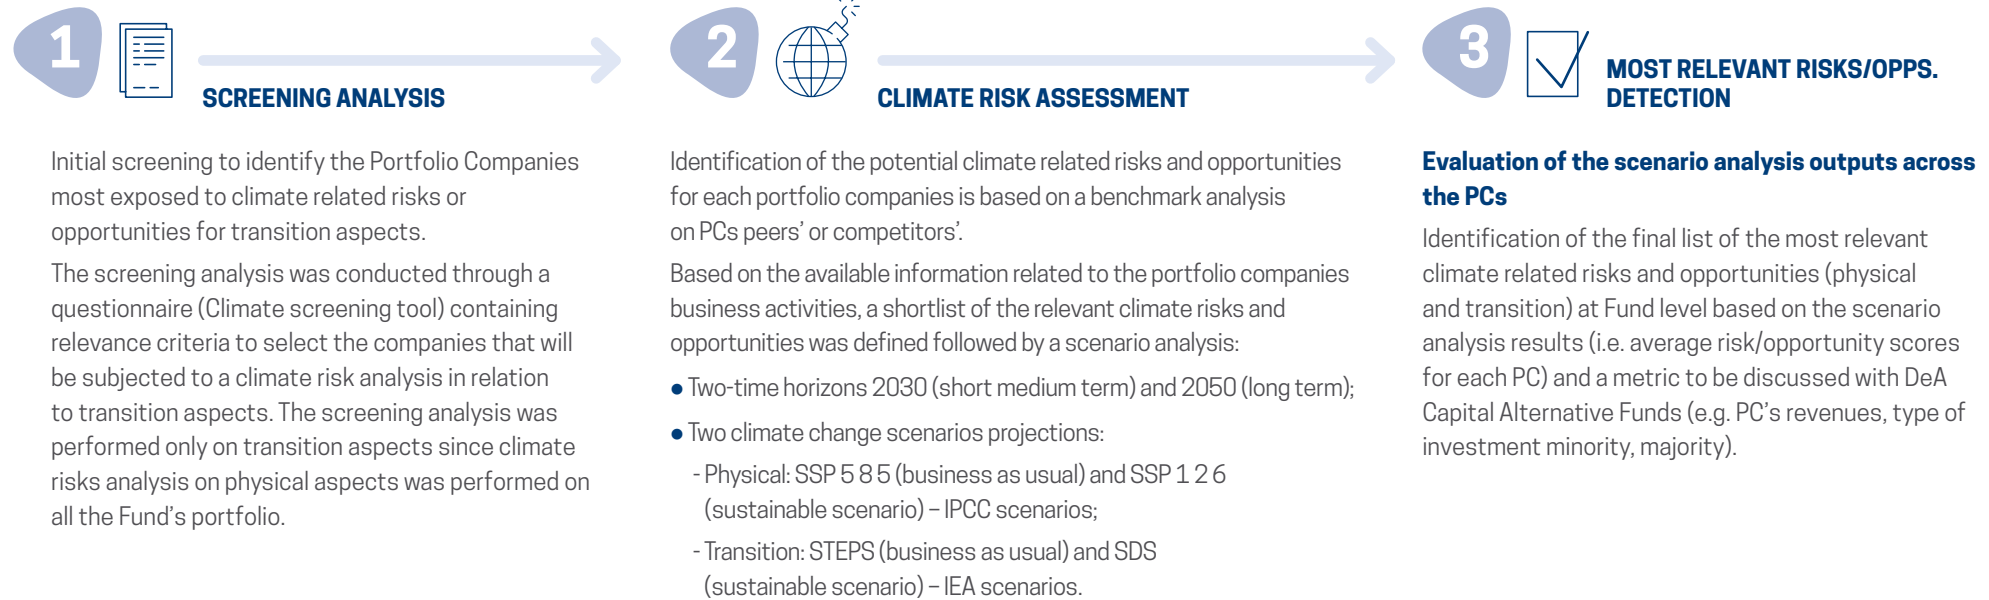 1
SCREENING ANALYSIS
Initial screening to identify the Portfolio Companies
most exposed to climate related risks or
opportunities for transition aspects.
The screening analysis was conducted through a
questionnaire (Climate screening tool) containing
relevance criteria to select the companies that will
be subjected to a climate risk analysis in relation
to transition aspects. The screening analysis was
performed only on transition aspects since climate
risks analysis on physical aspects was performed on
all the Fund's portfolio.
2
CLIMATE RISK ASSESSMENT
Identification of the potential climate related risks and opportunities
for each portfolio companies is based on a benchmark analysis
on PCs peers' or competitors'.
Based on the available information related to the portfolio companies
business activities, a shortlist of the relevant climate risks and
opportunities was defined followed by a scenario analysis:
● Two-time horizons 2030 (short medium term) and 2050 (long term);
● Two climate change scenarios projections:
- Physical: SSP 5 8 5 (business as usual) and SSP 1 2 6
(sustainable scenario) – IPCC scenarios;
- Transition: STEPS (business as usual) and SDS
(sustainable scenario) – IEA scenarios.
3
MOST RELEVANT RISKS/OPPS.
DETECTION
Evaluation of the scenario analysis outputs across
the PCs
Identification of the final list of the most relevant
climate related risks and opportunities (physical
and transition) at Fund level based on the scenario
analysis results (i.e. average risk/opportunity scores
for each PC) and a metric to be discussed with DeA
Capital Alternative Funds (e.g. PC's revenues, type of
investment minority, majority).